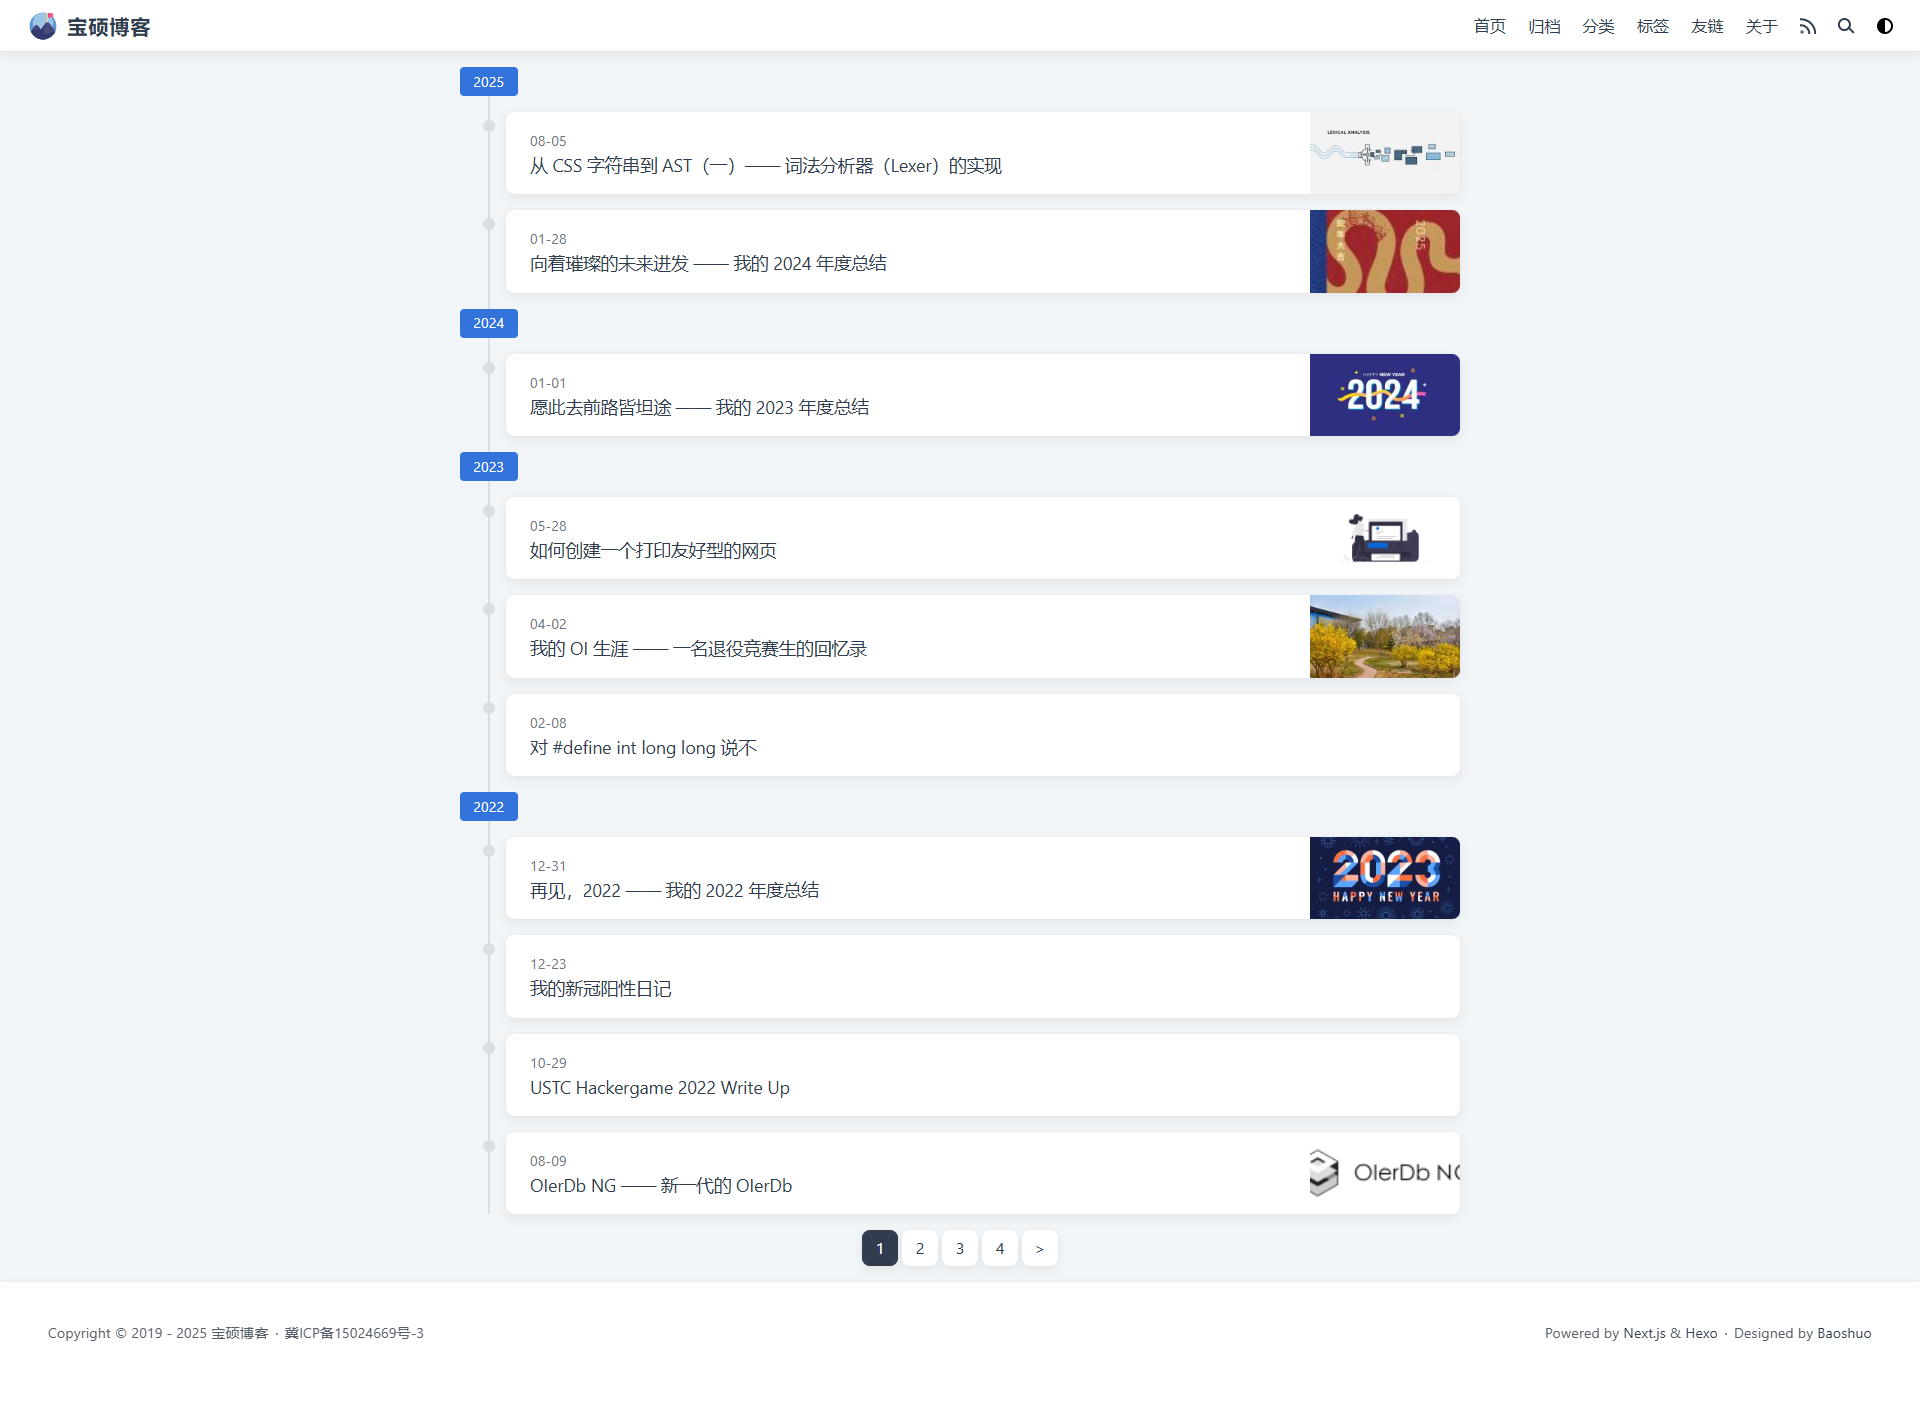 宝硕博客
首页 归档 分类 标签 友链 关于
2025
08-05
从 CSS 字符串到 AST（一）—— 词法分析器（Lexer）的实现
LEXICAL ANALYSIS
01-28
向着璀璨的未来进发 —— 我的 2024 年度总结
蛇年大吉
2025
2024
01-01
愿此去前路皆坦途 —— 我的 2023 年度总结
HAPPY NEW YEAR
2024
2023
05-28
如何创建一个打印友好型的网页
04-02
我的 OI 生涯 —— 一名退役竞赛生的回忆录
02-08
对 #define int long long 说不
2022
12-31
再见，2022 —— 我的 2022 年度总结
2023
HAPPY NEW YEAR
12-23
我的新冠阳性日记
10-29
USTC Hackergame 2022 Write Up
08-09
OIerDb NG —— 新一代的 OIerDb
OIerDb NG
1 2 3 4 >
Copyright © 2019 - 2025 宝硕博客 · 冀ICP备15024669号-3
Powered by Next.js & Hexo · Designed by Baoshuo